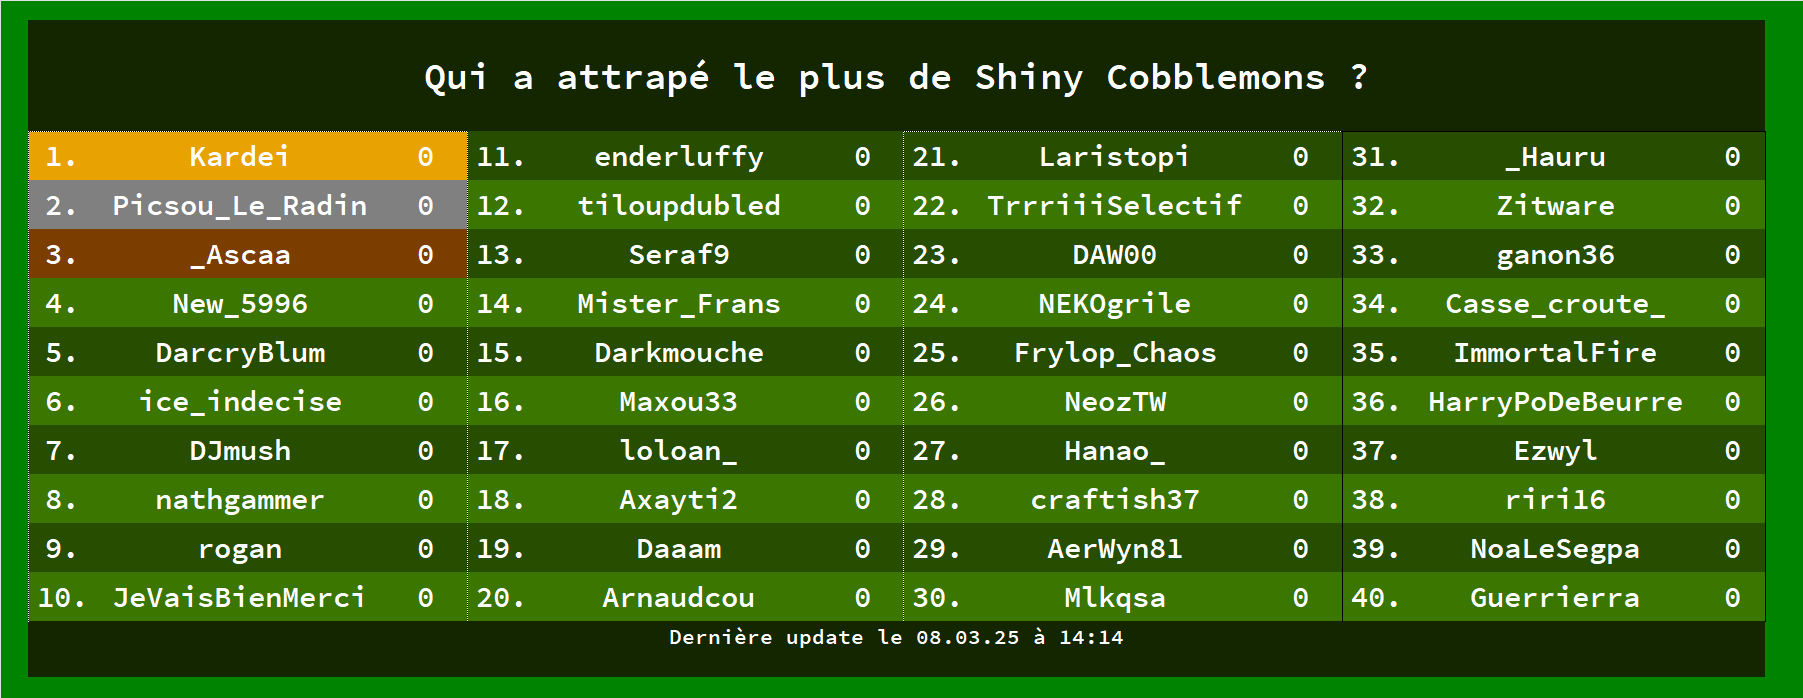 Qui a attrapé le plus de Shiny Cobblemons ?
1. Kardei 0 11. enderluffy 0 21. Laristopi 0 31. _Hauru 0
2. Picsou_Le_Radin 0 12. tiloupdubled 0 22. TrrriiiSelectif 0 32. Zitware 0
3. _Ascaa 0 13. Seraf9 0 23. DAW00 0 33. ganon36 0
4. New_5996 0 14. Mister_Frans 0 24. NEKOgrile 0 34. Casse_croute_ 0
5. DarcryBlum 0 15. Darkmouche 0 25. Frylop_Chaos 0 35. ImmortalFire 0
6. ice_indecise 0 16. Maxou33 0 26. NeozTW 0 36. HarryPoDeBeurre 0
7. DJmush 0 17. loloan_ 0 27. Hanao_ 0 37. Ezwyl 0
8. nathgammer 0 18. Axayti2 0 28. craftish37 0 38. riri16 0
9. rogan 0 19. Daaam 0 29. AerWyn81 0 39. NoaLeSegpa 0
10. JeVaisBienMerci 0 20. Arnaudcou 0 30. Mlkqsa 0 40. Guerrierra 0
Dernière update le 08.03.25 à 14:14